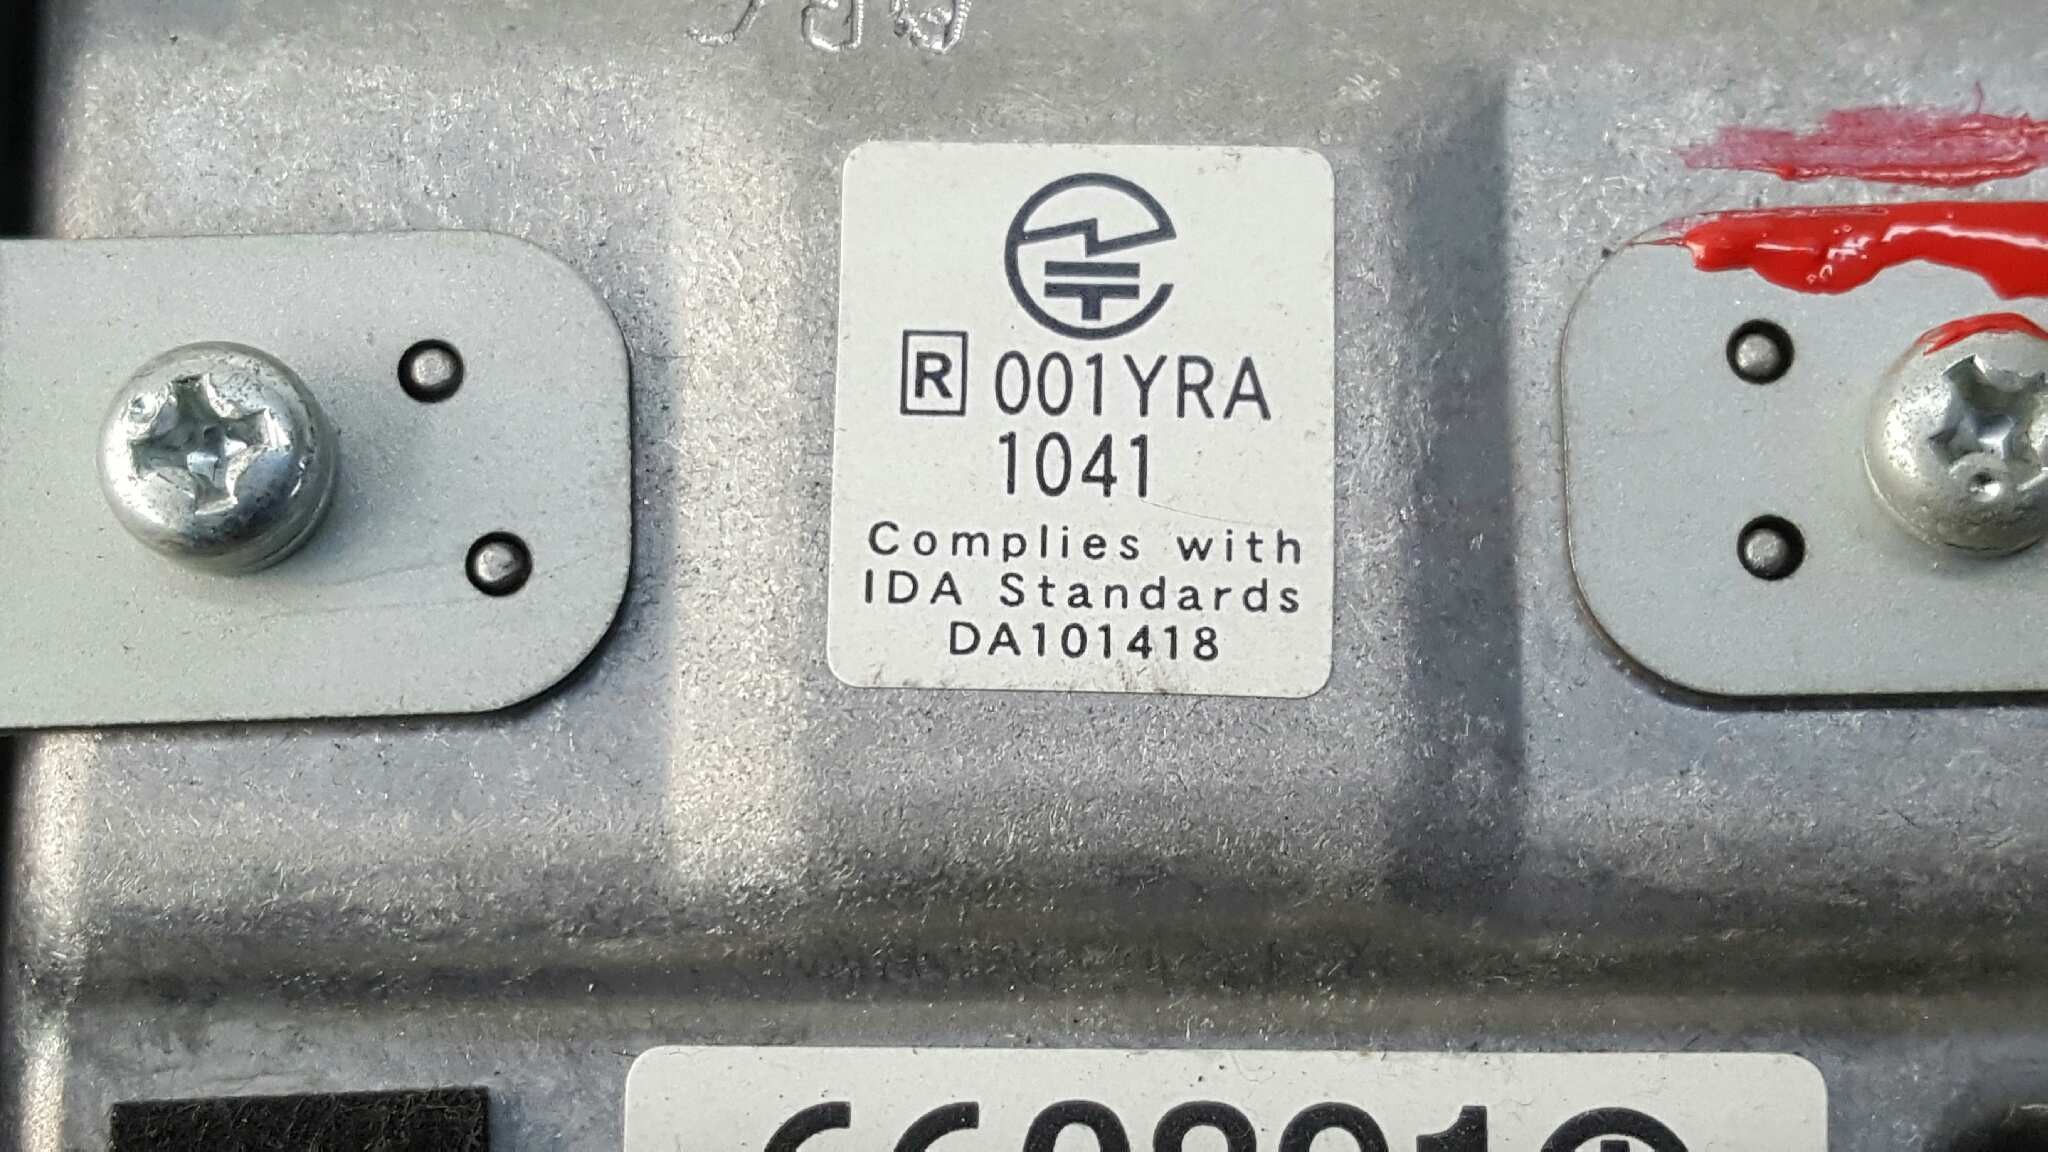 R 001YRA
1041
Complies with
IDA Standards
DA101418